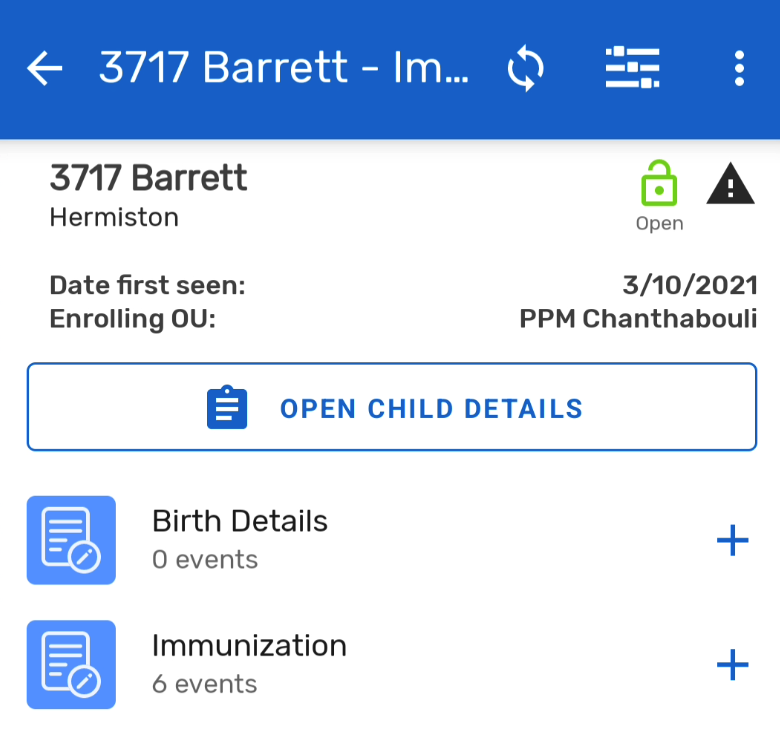 3717 Barrett - Im...
3717 Barrett
Hermiston
Open
Date first seen: 3/10/2021
Enrolling OU: PPM Chanthabouli
OPEN CHILD DETAILS
Birth Details
0 events
Immunization
6 events